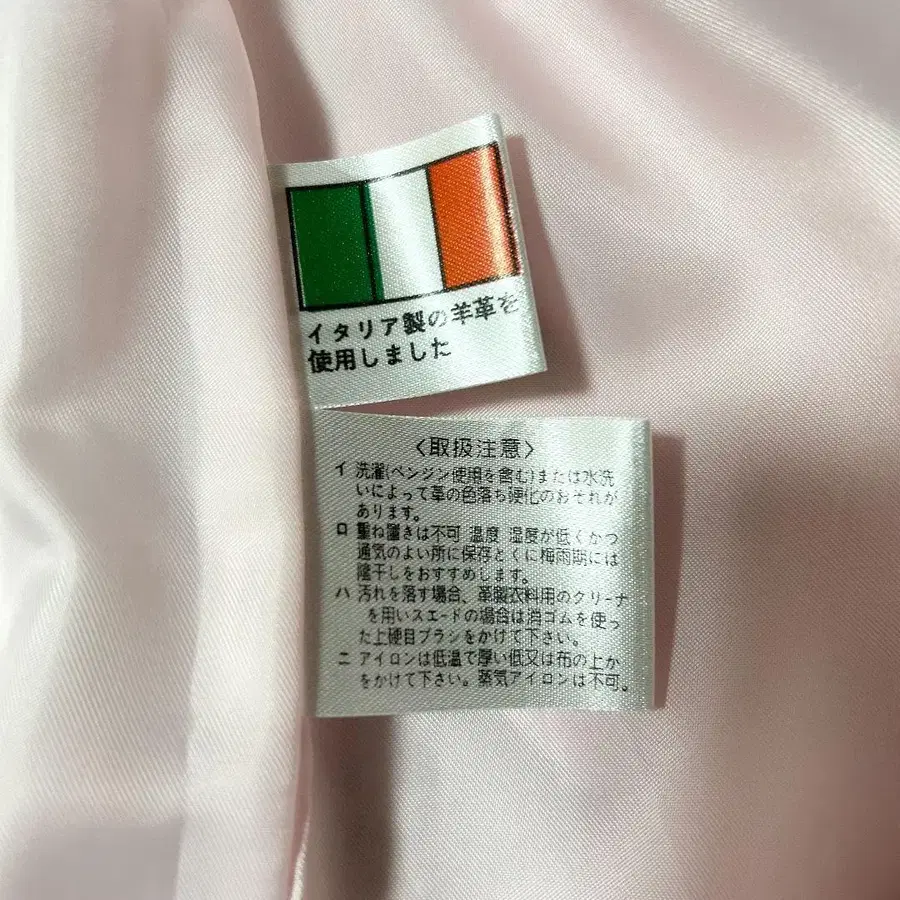 イタリア製の羊革を
使用しました
〈取扱注意〉
イ 洗濯(ベンジン使用を含む)または水洗
いによって革の色落ち硬化のおそれが
あります。
ロ 重ね置きは不可 温度 湿度が低くかつ
通気のよい所に保存とくに梅雨期には
陰干しをおすすめします。
ハ 汚れを落す場合、革製衣料用のクリーナ
を用いスエードの場合は消ゴムを使っ
た上硬目ブラシをかけて下さい。
ニ アイロンは低温で厚い低又は布の上か
をかけて下さい。蒸気アイロンは不可。